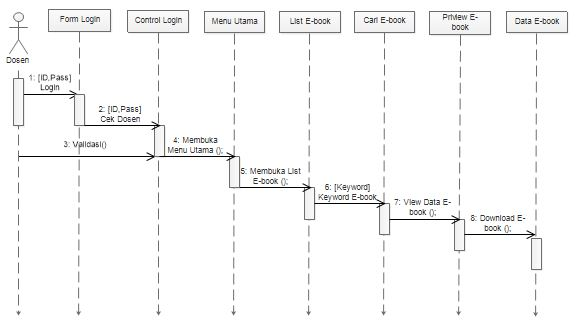 Form Login
Control Login
Menu Utama
List E-book
Cari E-book
Priview E-
book
Data E-book
Dosen
1: [ID,Pass]
Login
2: [ID,Pass]
Cek Dosen
3: Validasi()
4: Membuka
Menu Utama ();
5: Membuka List
E-book ();
6: [Keyword]
Keyword E-book
7: View Data E-
book ();
8: Download E-
book ();